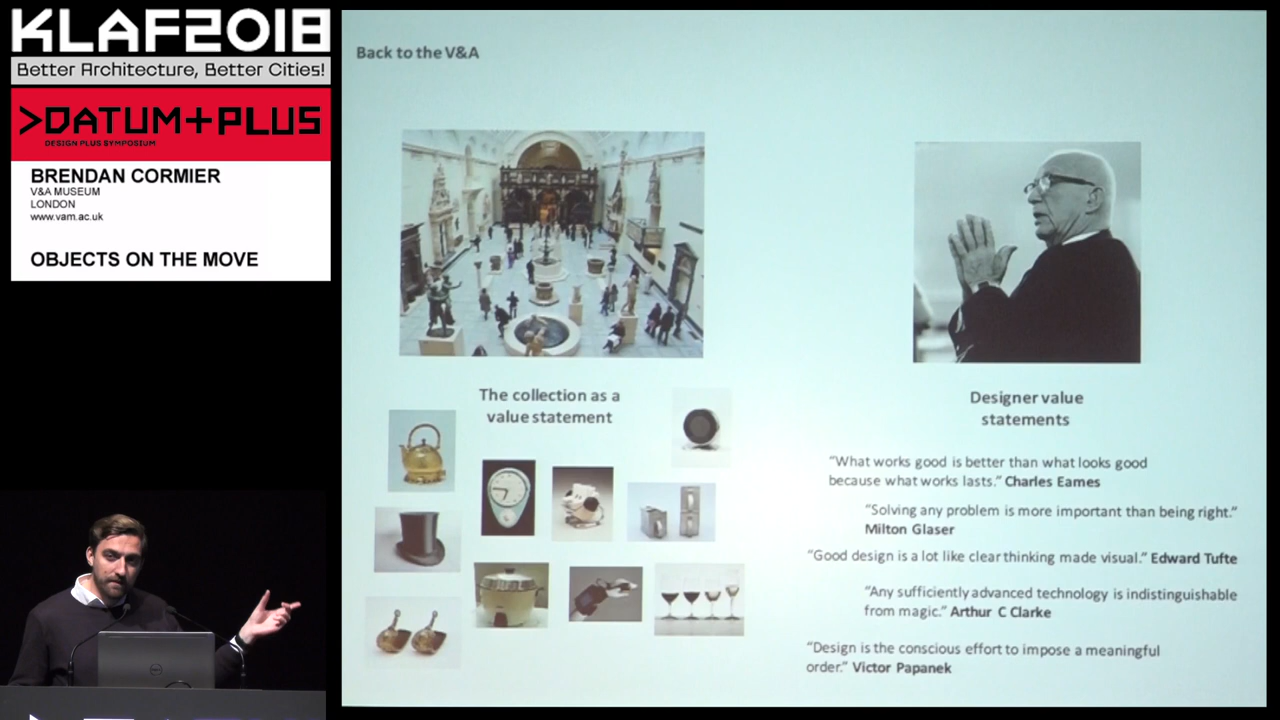 KLAF2018
Better Architecture, Better Cities!
>DATUM+PLUS
DESIGN PLUS SYMPOSIUM
BRENDAN CORMIER
V&A MUSEUM
LONDON
www.vam.ac.uk
OBJECTS ON THE MOVE
Back to the V&A
The collection as a
value statement
Designer value
statements
“What works good is better than what looks good
because what works lasts.” Charles Eames
“Solving any problem is more important than being right.”
Milton Glaser
“Good design is a lot like clear thinking made visual.” Edward Tufte
“Any sufficiently advanced technology is indistinguishable
from magic.” Arthur C Clarke
“Design is the conscious effort to impose a meaningful
order.” Victor Papanek
DELL